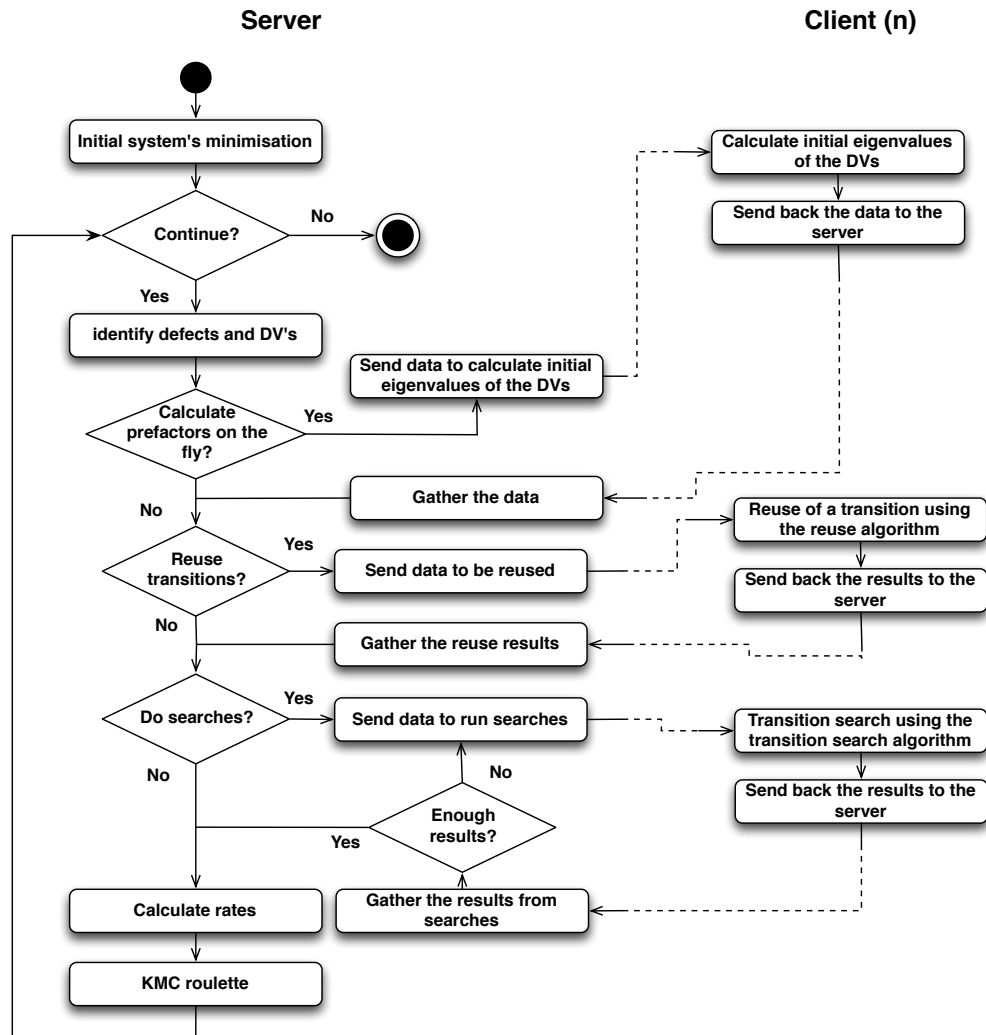 Server
Client (n)
Initial system's minimisation
Continue?
No
Yes
identify defects and DV's
Calculate
prefactors on the
fly?
Yes
No
Send data to calculate initial
eigenvalues of the DVs
Calculate initial eigenvalues
of the DVs
Send back the data to the
server
Gather the data
Reuse
transitions?
Yes
No
Send data to be reused
Reuse of a transition using
the reuse algorithm
Send back the results to the
server
Gather the reuse results
Do searches?
Yes
No
Send data to run searches
Transition search using the
transition search algorithm
Send back the results to the
server
No
Enough
results?
Yes
Gather the results from
searches
Calculate rates
KMC roulette